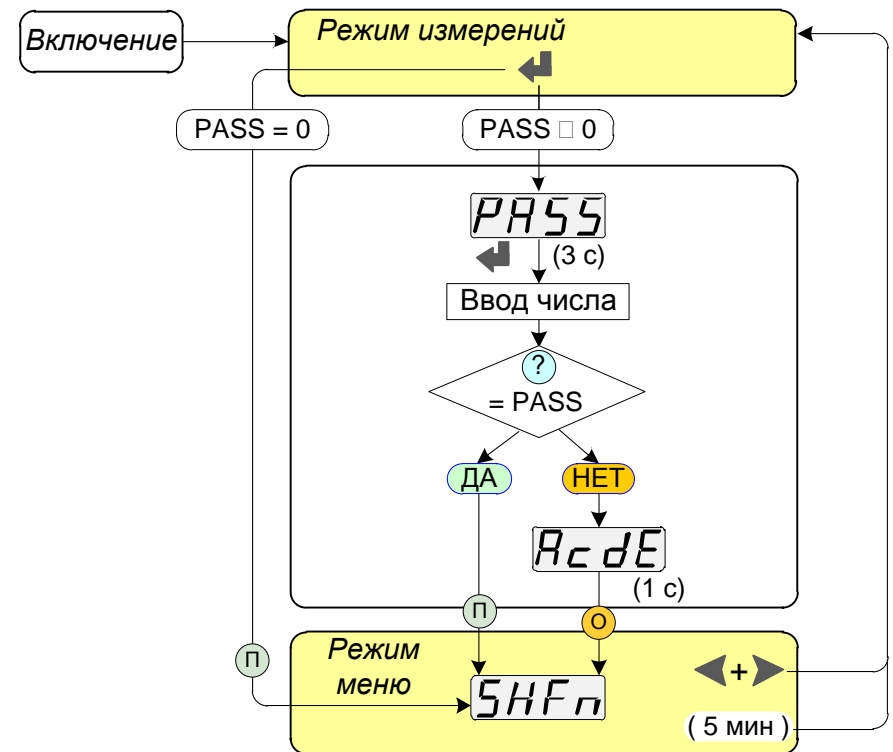 Включение
Режим измерений
PASS = 0
PASS □ 0
PASS
(3 с)
Ввод числа
?
= PASS
ДА
НЕТ
AcdE
(1 с)
П
О
П
Режим
меню
SHFn
+
( 5 мин )